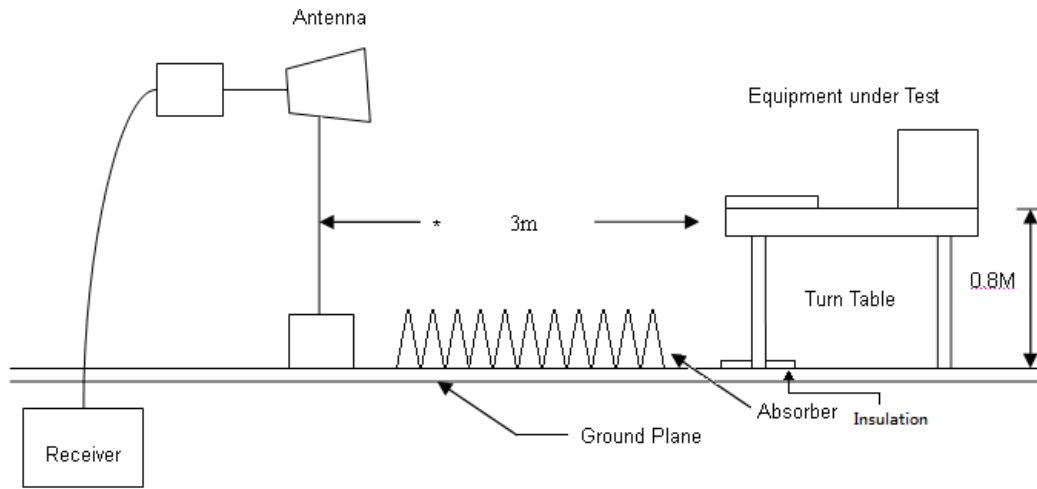 Antenna
Equipment under Test
* 3m
0.8M
Turn Table
Absorber
Insulation
Ground Plane
Receiver